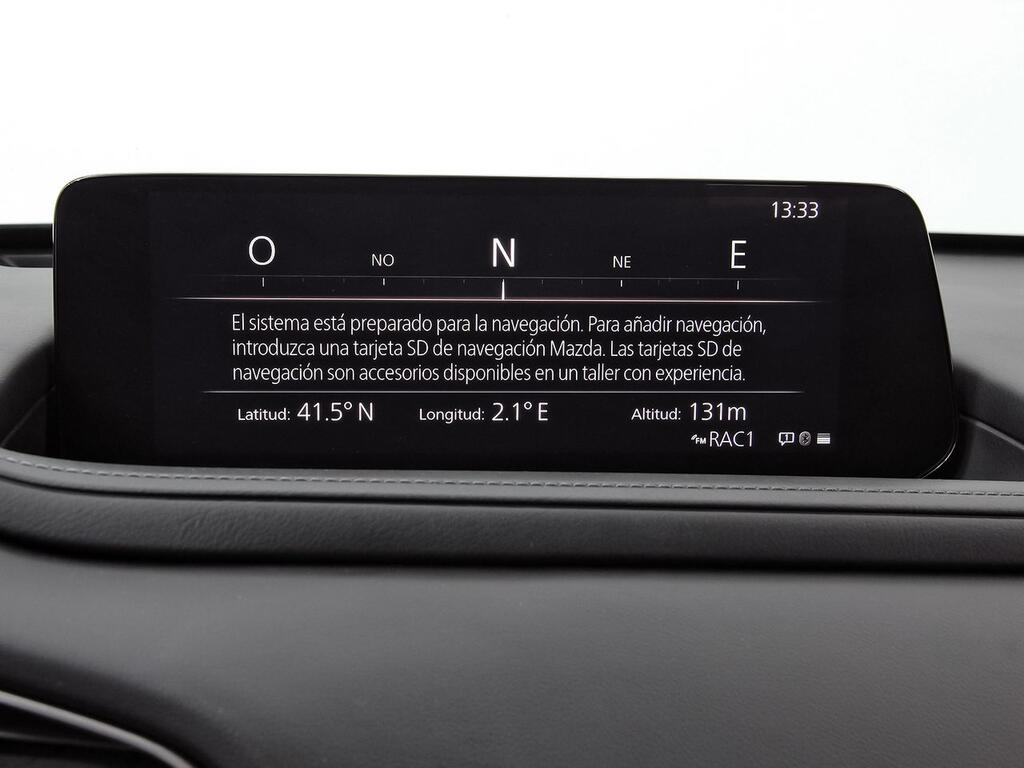 13:33
O NO N NE E
El sistema está preparado para la navegación. Para añadir navegación,
introduzca una tarjeta SD de navegación Mazda. Las tarjetas SD de
navegación son accesorios disponibles en un taller con experiencia.
Latitud: 41.5° N Longitud: 2.1° E Altitud: 131m
FM RAC1